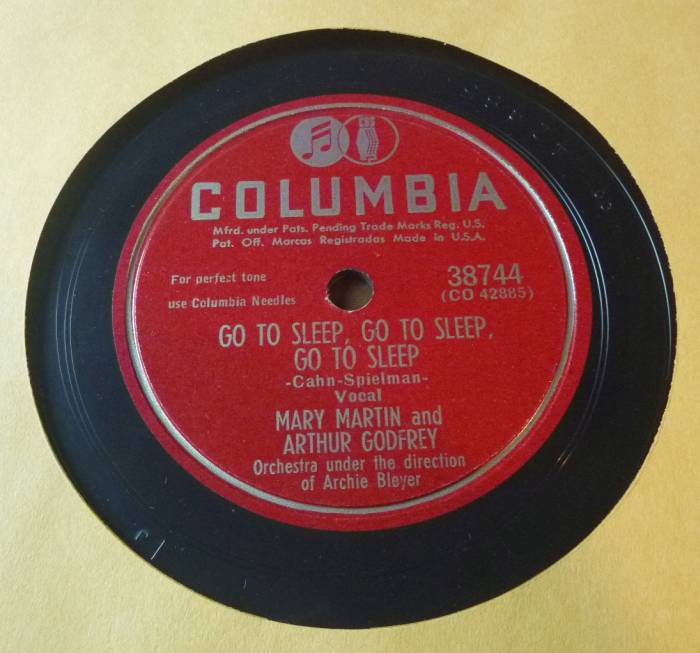 CBS
COLUMBIA
Mfrd. under Pats. Pending Trade Marks Reg. U.S.
Pat. Off. Marcas Registradas Made in U.S.A.
For perfect tone
use Columbia Needles
38744
(CO 42885)
GO TO SLEEP, GO TO SLEEP,
GO TO SLEEP
-Cahn-Spielman-
Vocal
MARY MARTIN and
ARTHUR GODFREY
Orchestra under the direction
of Archie Bleyer